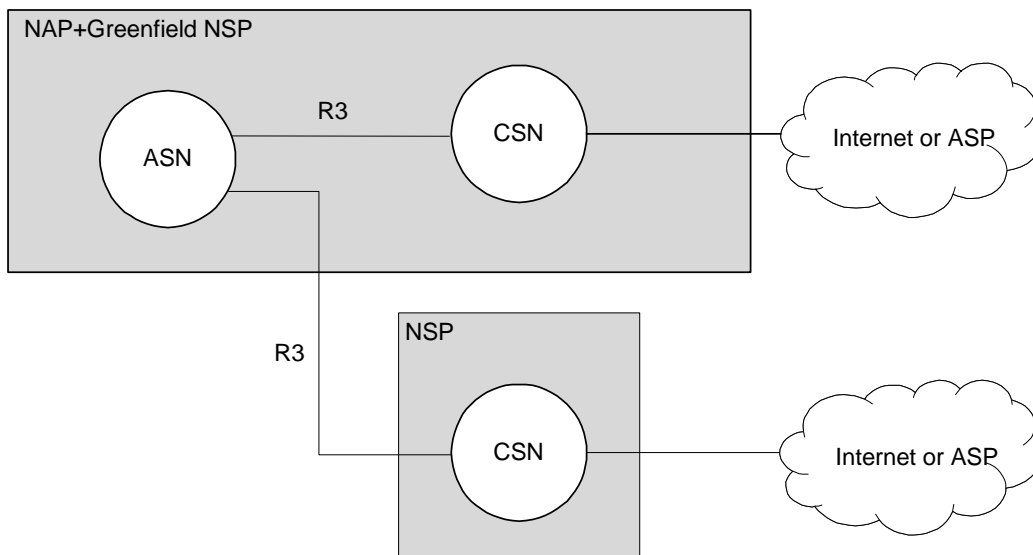 NAP+Greenfield NSP
R3
ASN
CSN
Internet or ASP
R3
NSP
CSN
Internet or ASP